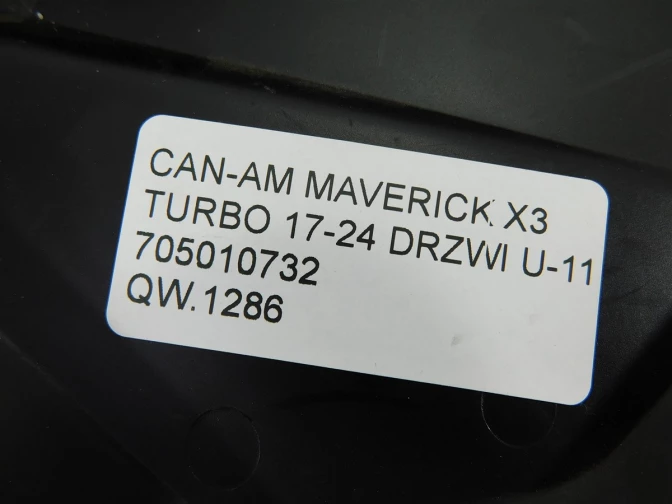 CAN-AM MAVERICK X3
TURBO 17-24 DRZWI U-11
705010732
QW.1286